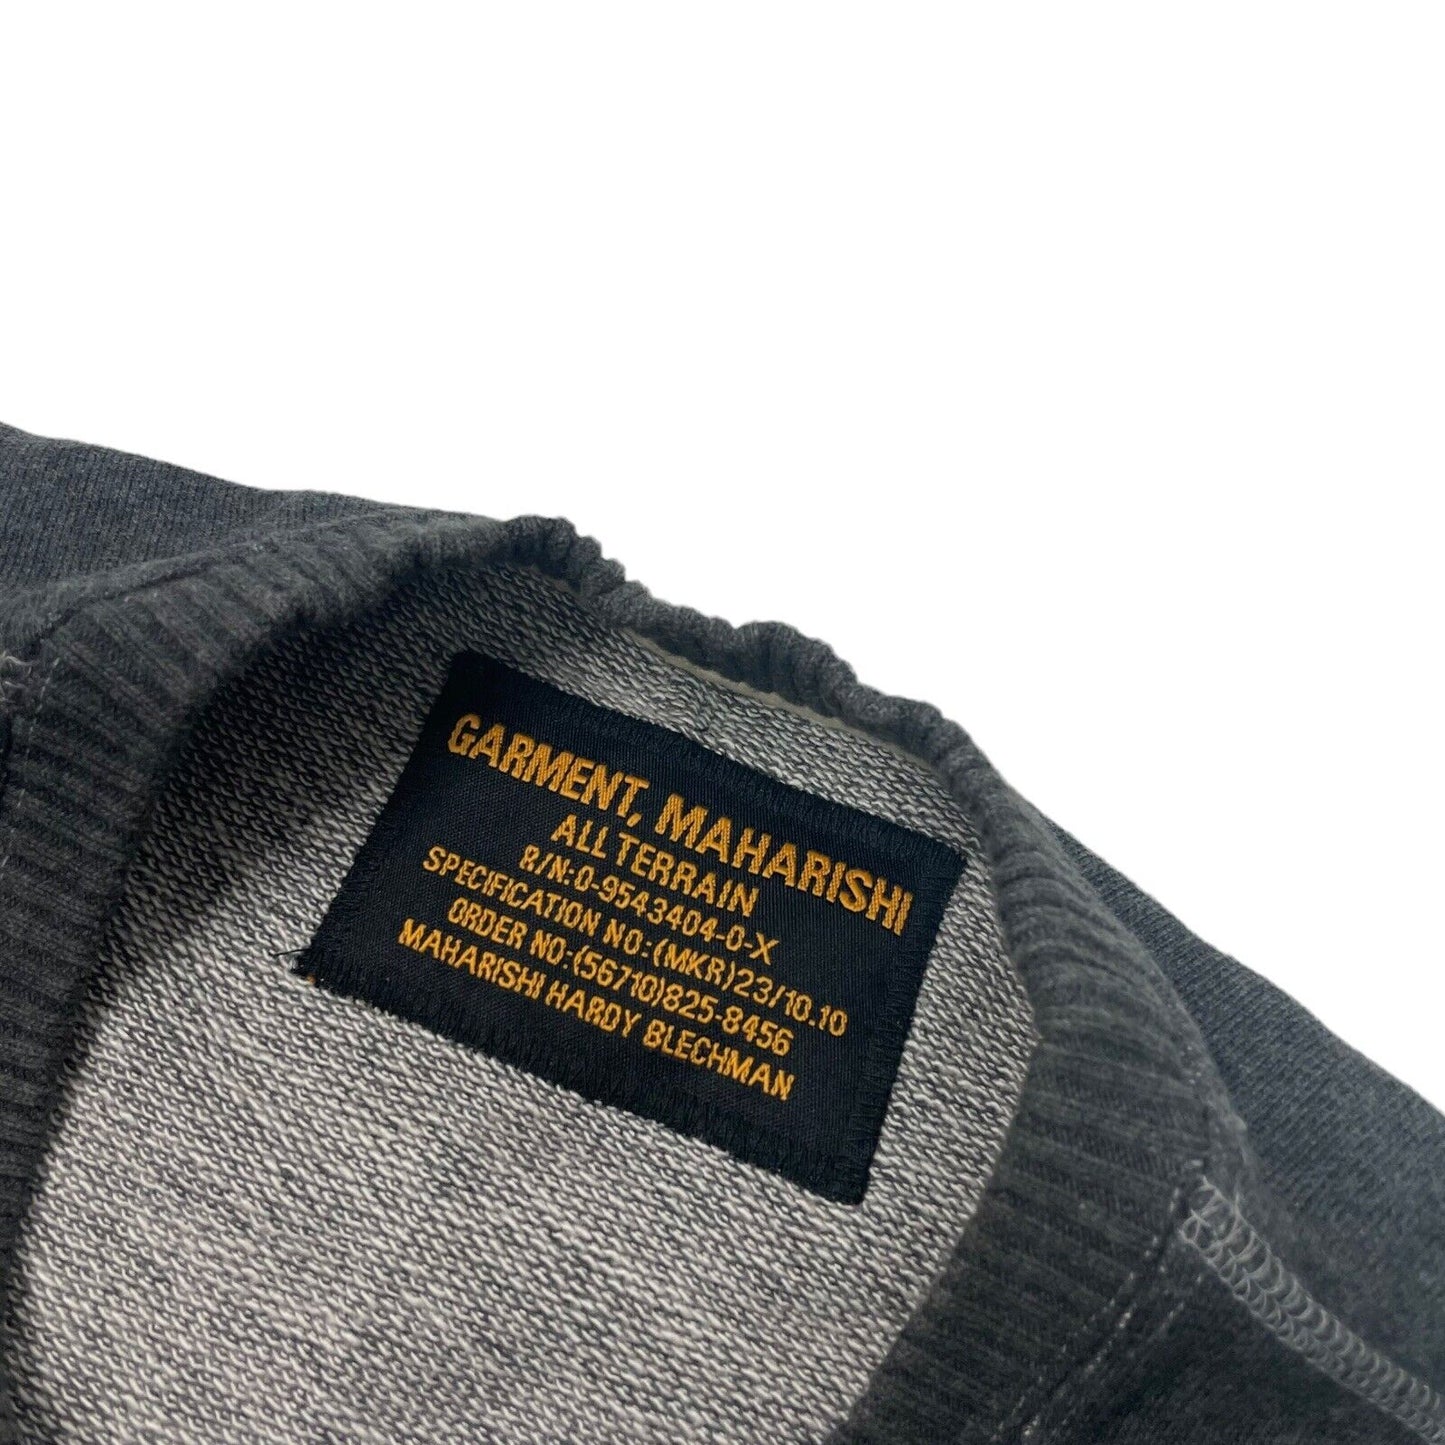 GARMENT, MAHARISHI
ALL TERRAIN
R/N:0-9543404-0-X
SPECIFICATION NO:(MKR)23/10.10
ORDER NO:(56710)825-8456
MAHARISHI HARDY BLECHMAN